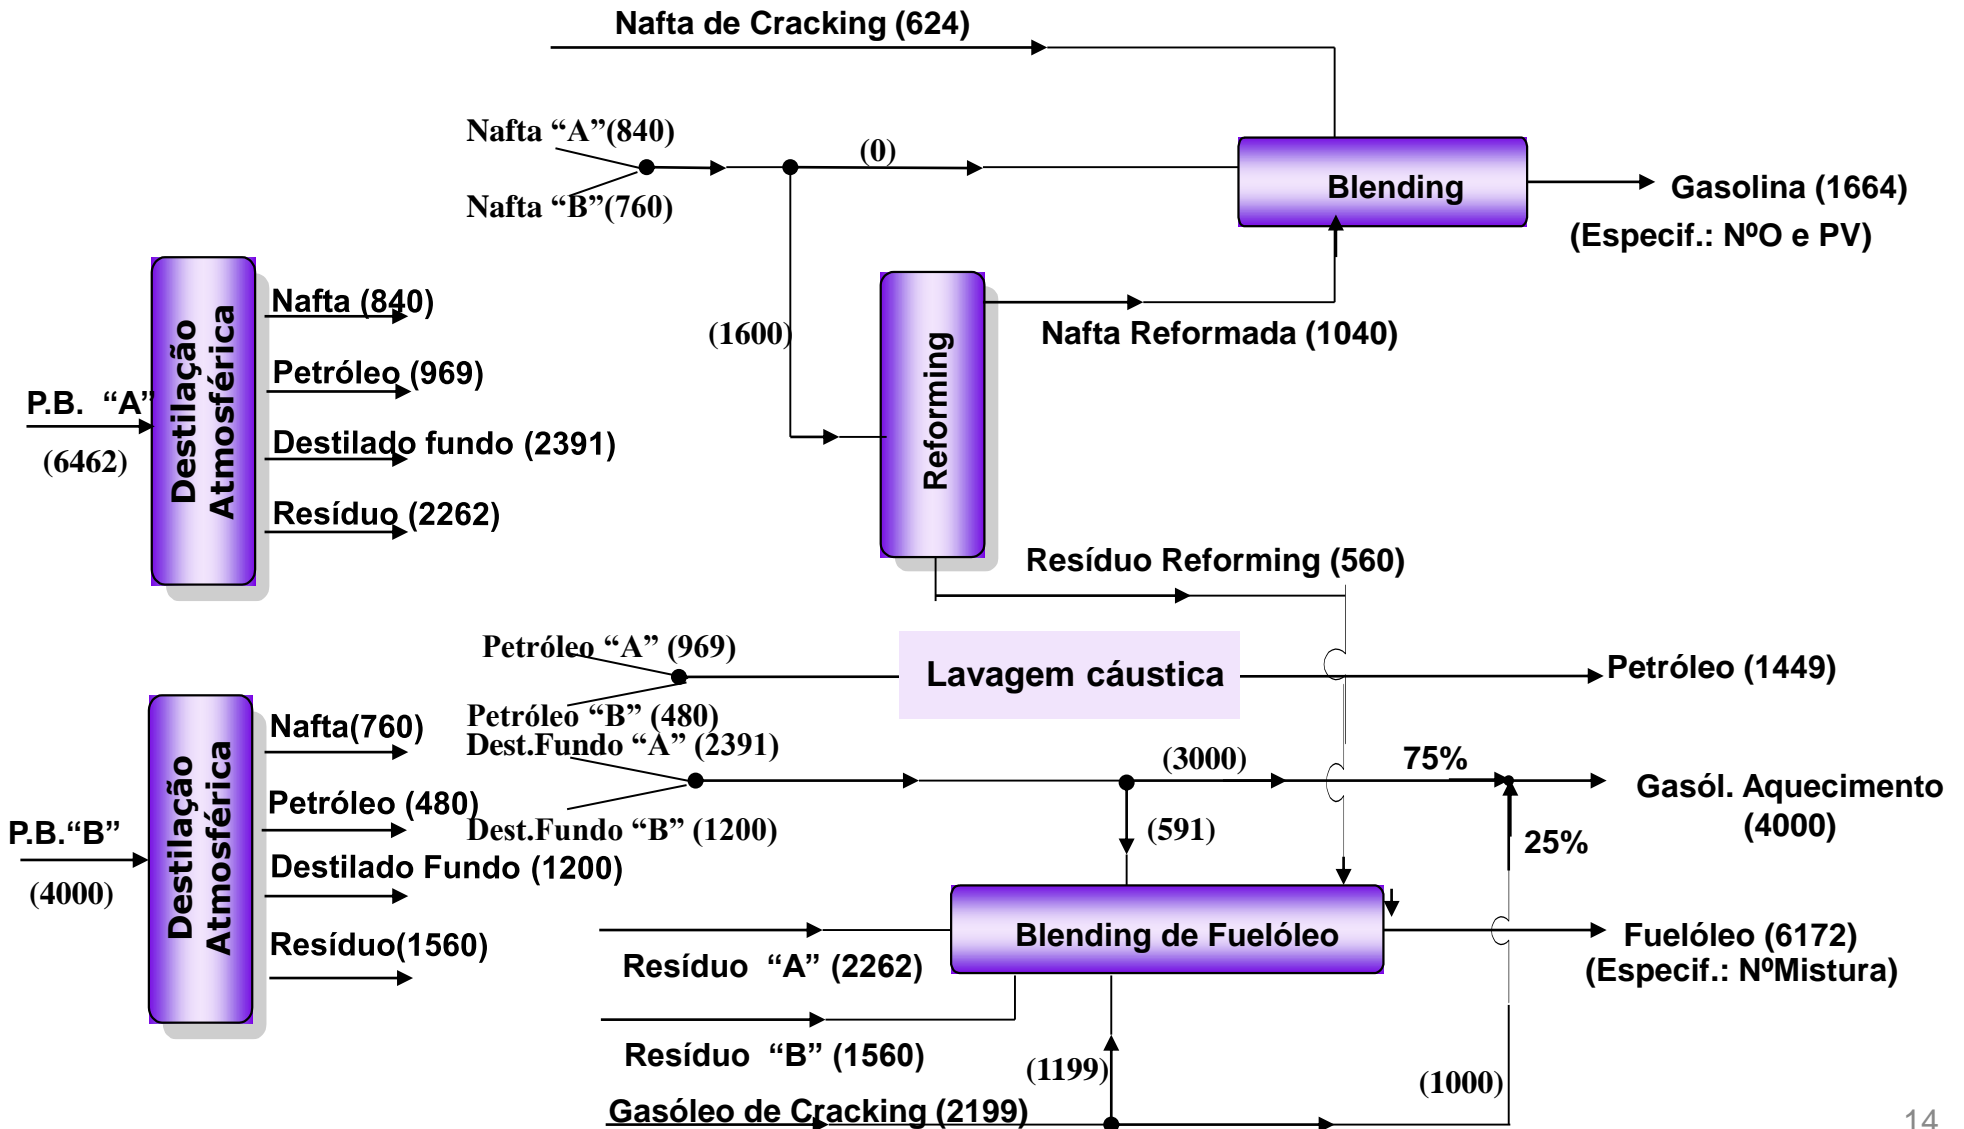 Nafta de Cracking (624)
Nafta “A”(840)
(0)
Nafta “B”(760)
Blending
Gasolina (1664)
(Especif.: NºO e PV)
Destilação
Atmosférica
Nafta (840)
Petróleo (969)
P.B. “A”
(6462)
Destilado fundo (2391)
Resíduo (2262)
(1600)
Reforming
Nafta Reformada (1040)
Resíduo Reforming (560)
Petróleo “A” (969)
Lavagem cáustica
Petróleo (1449)
Petróleo “B” (480)
Dest.Fundo “A” (2391)
(3000)
75%
Gasól. Aquecimento
(4000)
Dest.Fundo “B” (1200)
(591)
25%
Destilação
Atmosférica
Nafta(760)
Petróleo (480)
P.B.“B”
(4000)
Destilado Fundo (1200)
Resíduo(1560)
Blending de Fuelóleo
Fuelóleo (6172)
(Especif.: NºMistura)
Resíduo “A” (2262)
Resíduo “B” (1560)
(1199)
(1000)
Gasóleo de Cracking (2199)
14